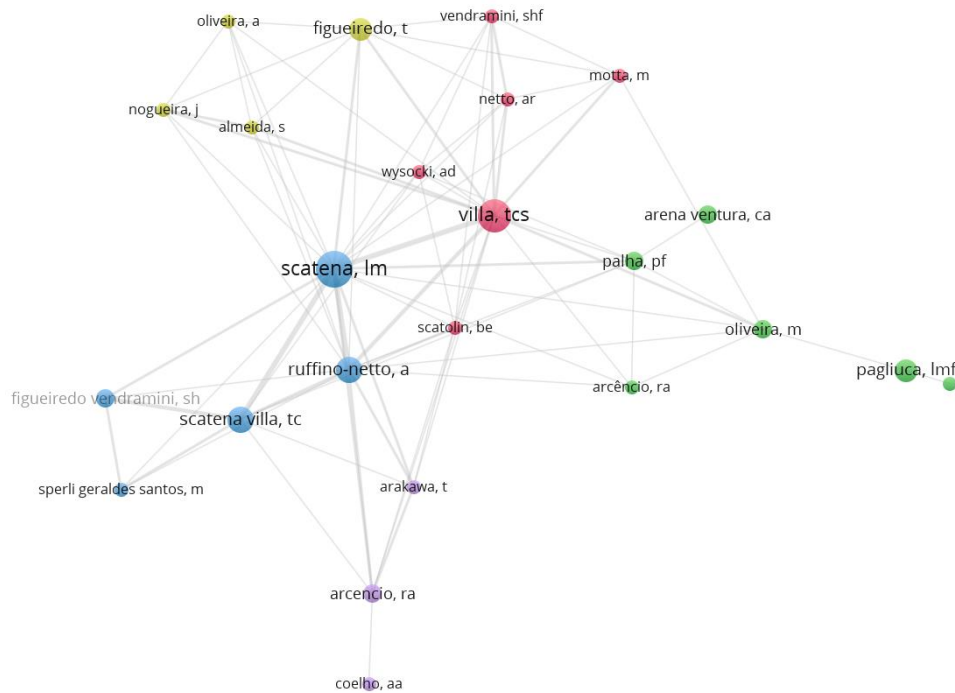 oliveira, a
figueiredo, t
vendramini, shf
motta, m
netto, ar
nogueira, j
almeida, s
wysocki, ad
villa, tcs
arena ventura, ca
scatena, lm
palha, pf
scatolin, be
oliveira, m
ruffino-netto, a
pagliuca, lmf
arcêncio, ra
figueiredo vendramini, sh
scatena villa, tc
sperli geraldes santos, m
arakawa, t
arcencio, ra
coelho, aa